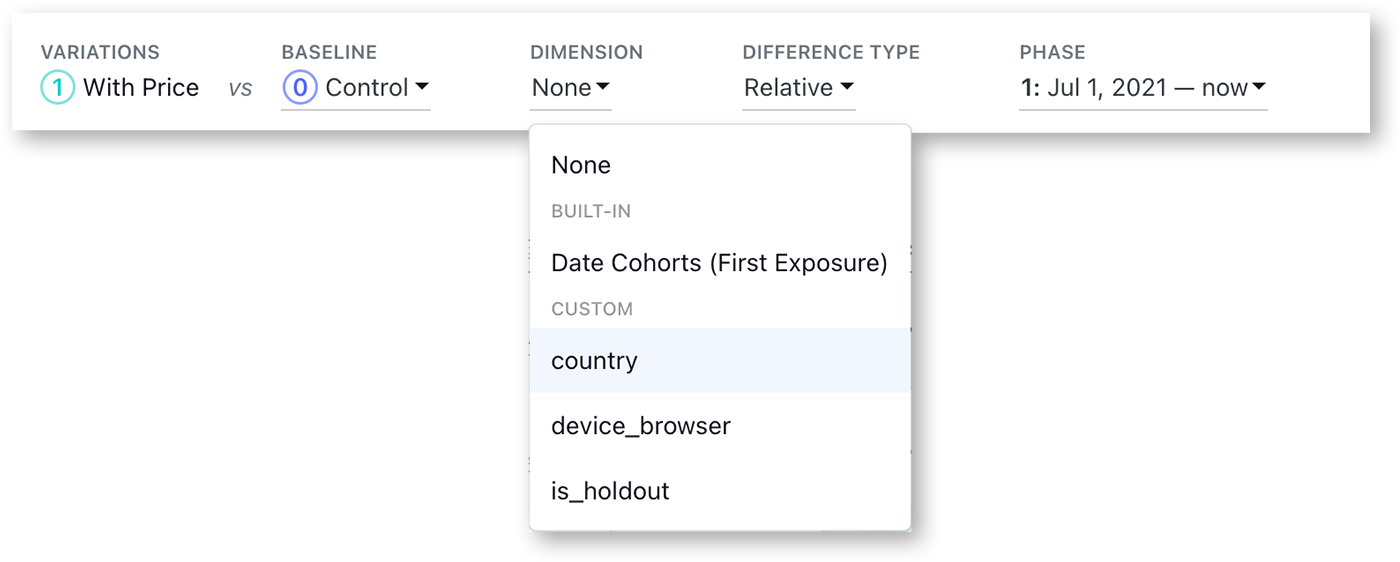 VARIATIONS BASELINE DIMENSION DIFFERENCE TYPE PHASE
1 With Price vs 0 Control None Relative 1: Jul 1, 2021 — now
None
BUILT-IN
Date Cohorts (First Exposure)
CUSTOM
country
device_browser
is_holdout